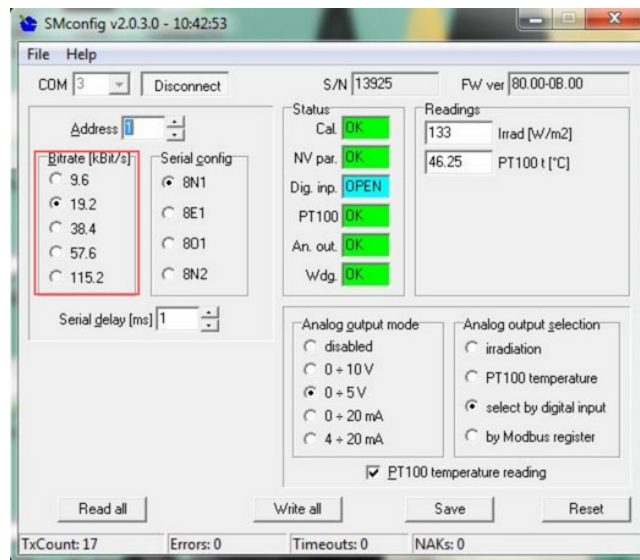 SMconfig v2.0.3.0 - 10:42:53
File Help
COM 3 Disconnect S/N 13925 FW ver 80.00-0B.00
Address 1
Bitrate [kBit/s]
9.6
19.2
38.4
57.6
115.2
Serial config
8N1
8E1
8O1
8N2
Serial delay [ms] 1
Status
Cal. OK
NV par. OK
Dig. inp. OPEN
PT100 OK
An. out. OK
Wdg. OK
Readings
133 Irrad [W/m2]
46.25 PT100 t [°C]
Analog output mode
disabled
0 ÷ 10 V
0 ÷ 5 V
0 ÷ 20 mA
4 ÷ 20 mA
Analog output selection
irradiation
PT100 temperature
select by digital input
by Modbus register
PT100 temperature reading
Read all Write all Save Reset
TxCount: 17 Errors: 0 Timeouts: 0 NAKs: 0